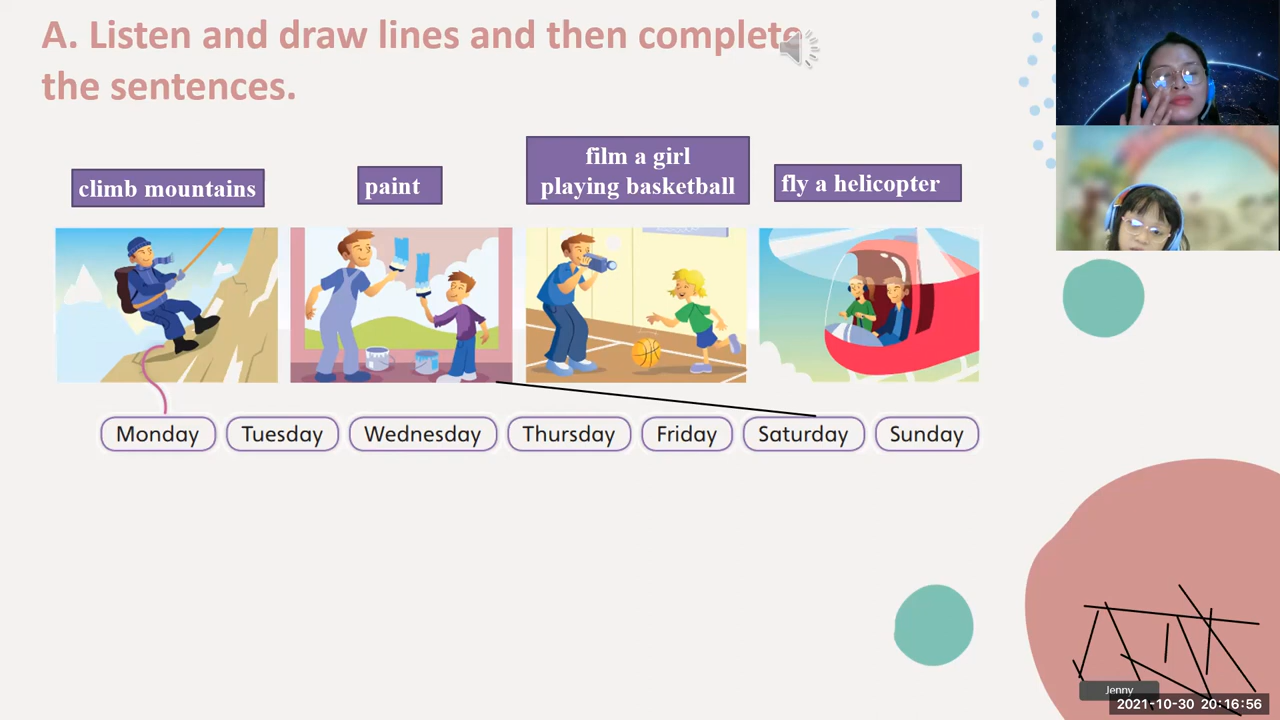 A. Listen and draw lines and then complete
the sentences.
climb mountains
paint
film a girl
playing basketball
fly a helicopter
Monday
Tuesday
Wednesday
Thursday
Friday
Saturday
Sunday
Jenny
2021-10-30 20:16:56